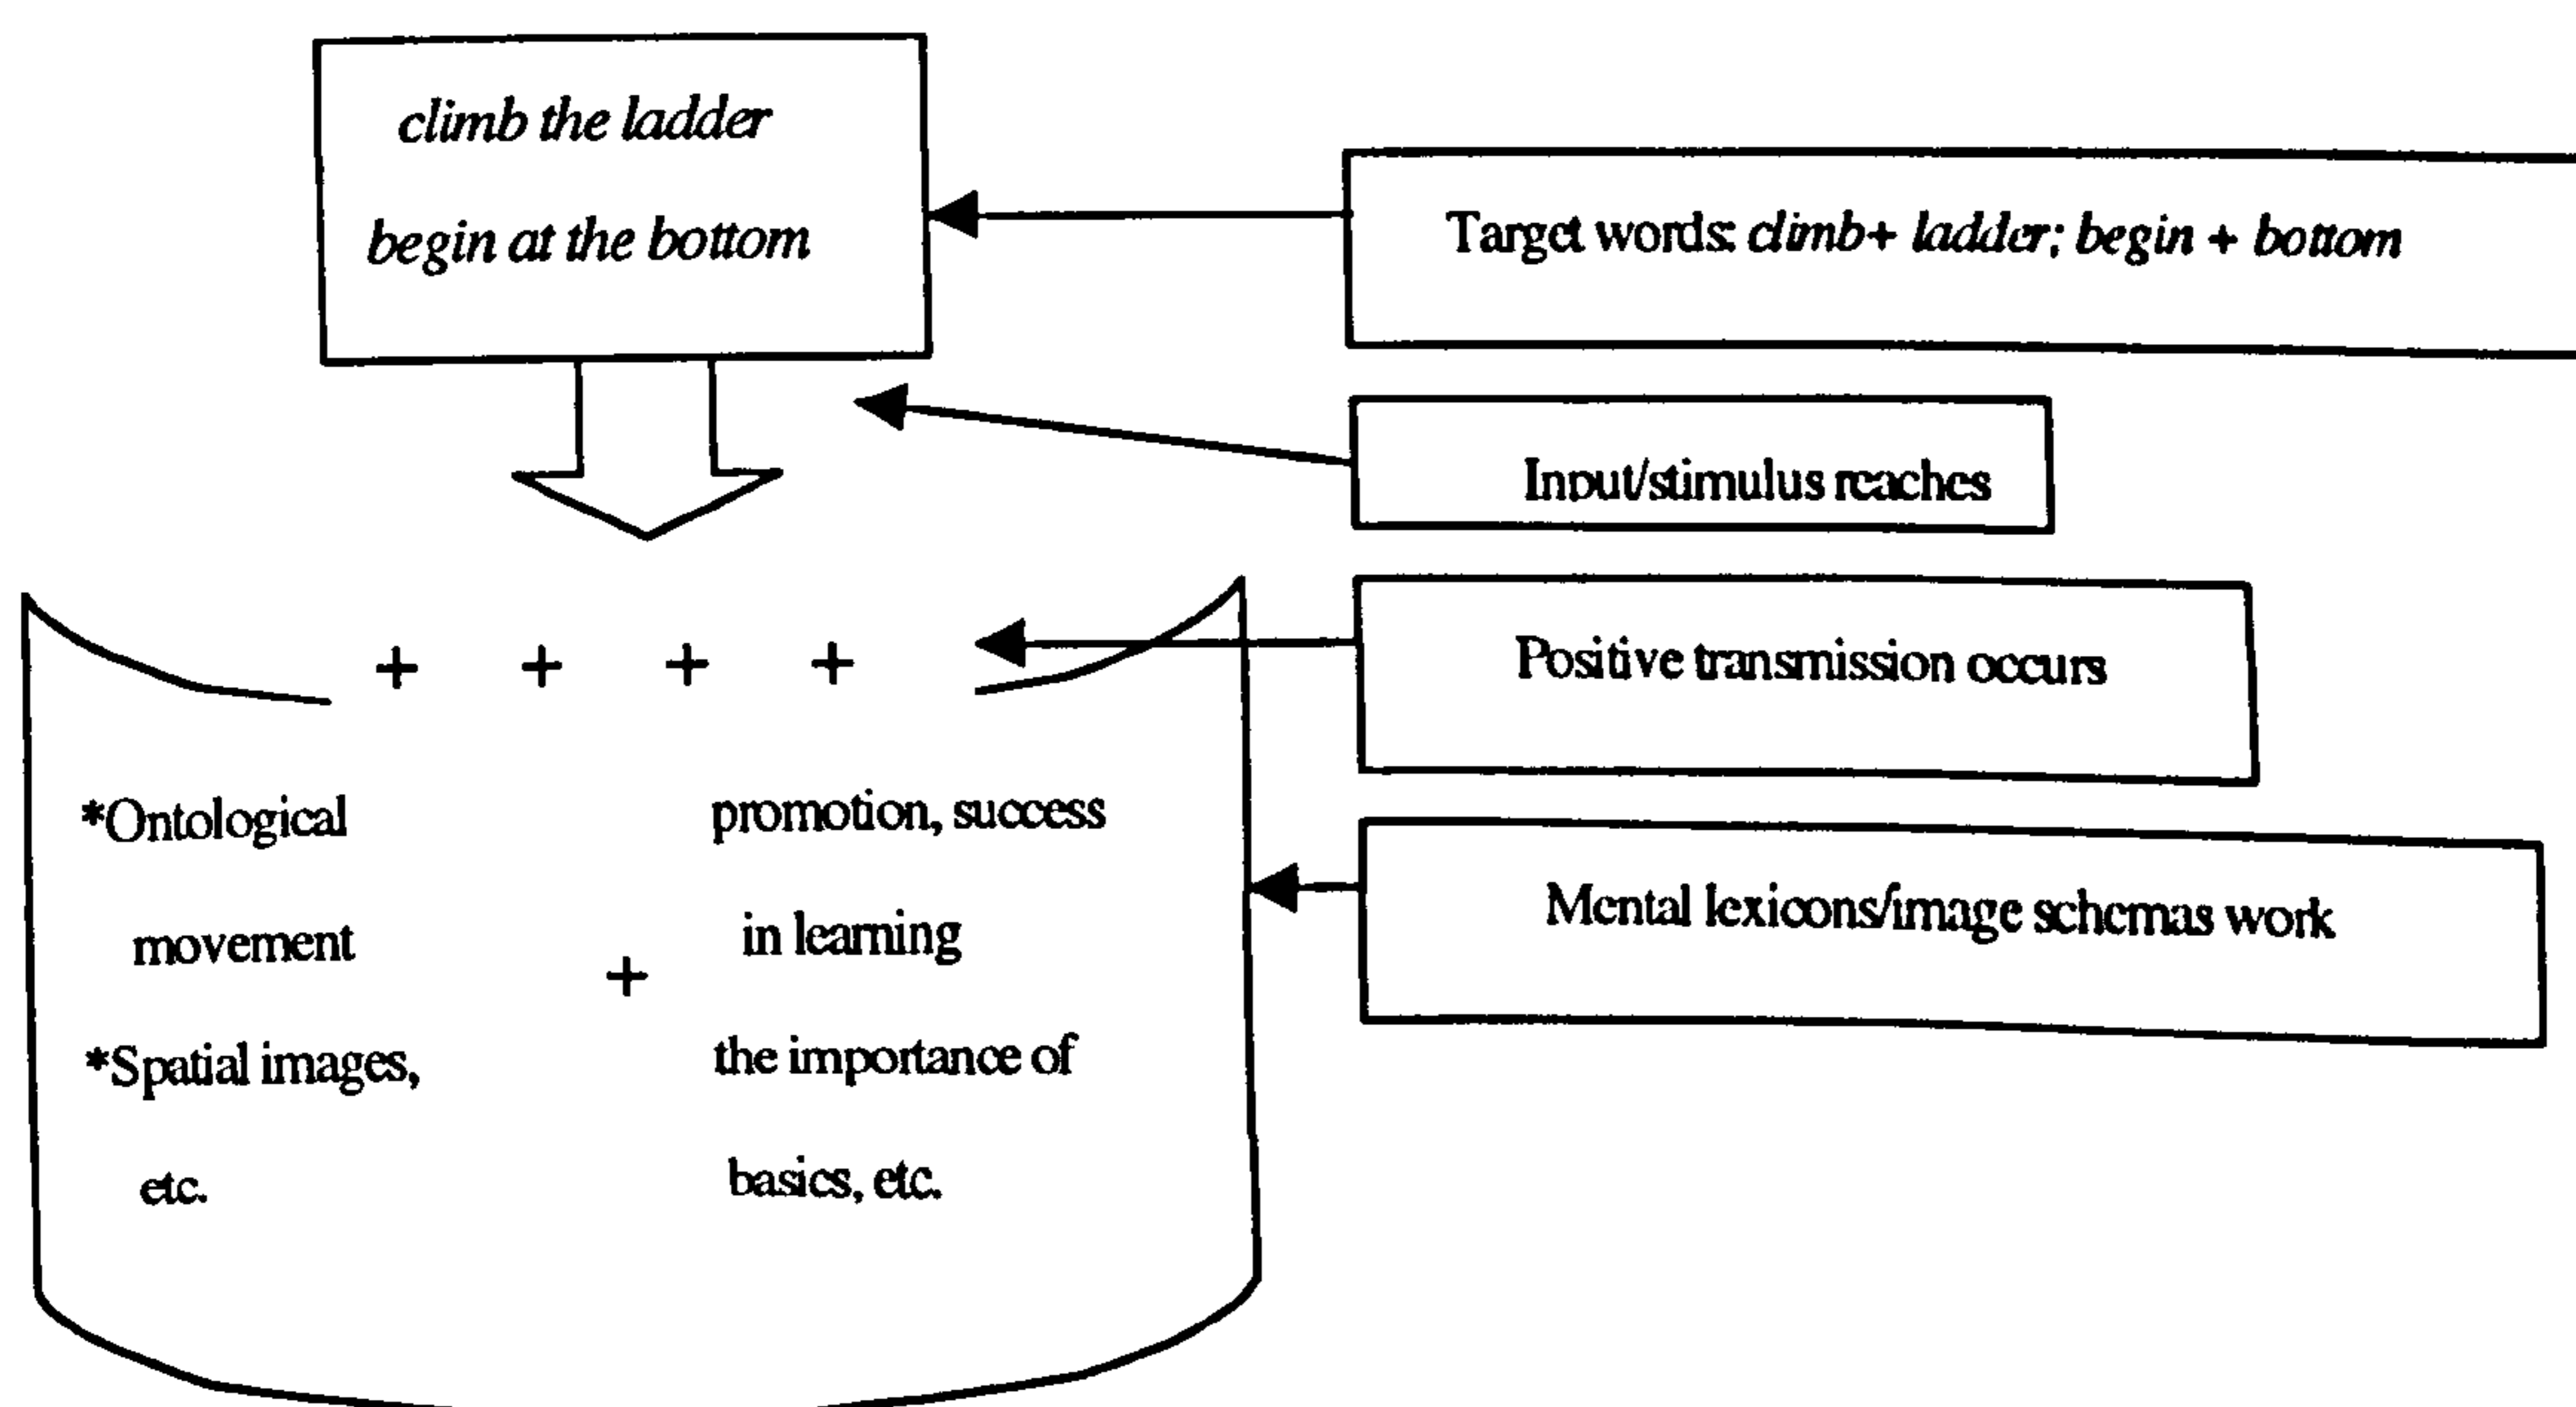 climb the ladder
begin at the bottom
Target words: climb+ ladder; begin + bottom
Input/stimulus reaches
+ + + +
Positive transmission occurs
*Ontological
movement
*Spatial images,
etc.
+
promotion, success
in learning
the importance of
basics, etc.
Mental lexicons/image schemas work